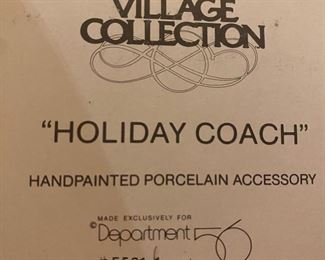 VILLAGE
COLLECTION
"HOLIDAY COACH"
HANDPAINTED PORCELAIN ACCESSORY
MADE EXCLUSIVELY FOR
©Department 56